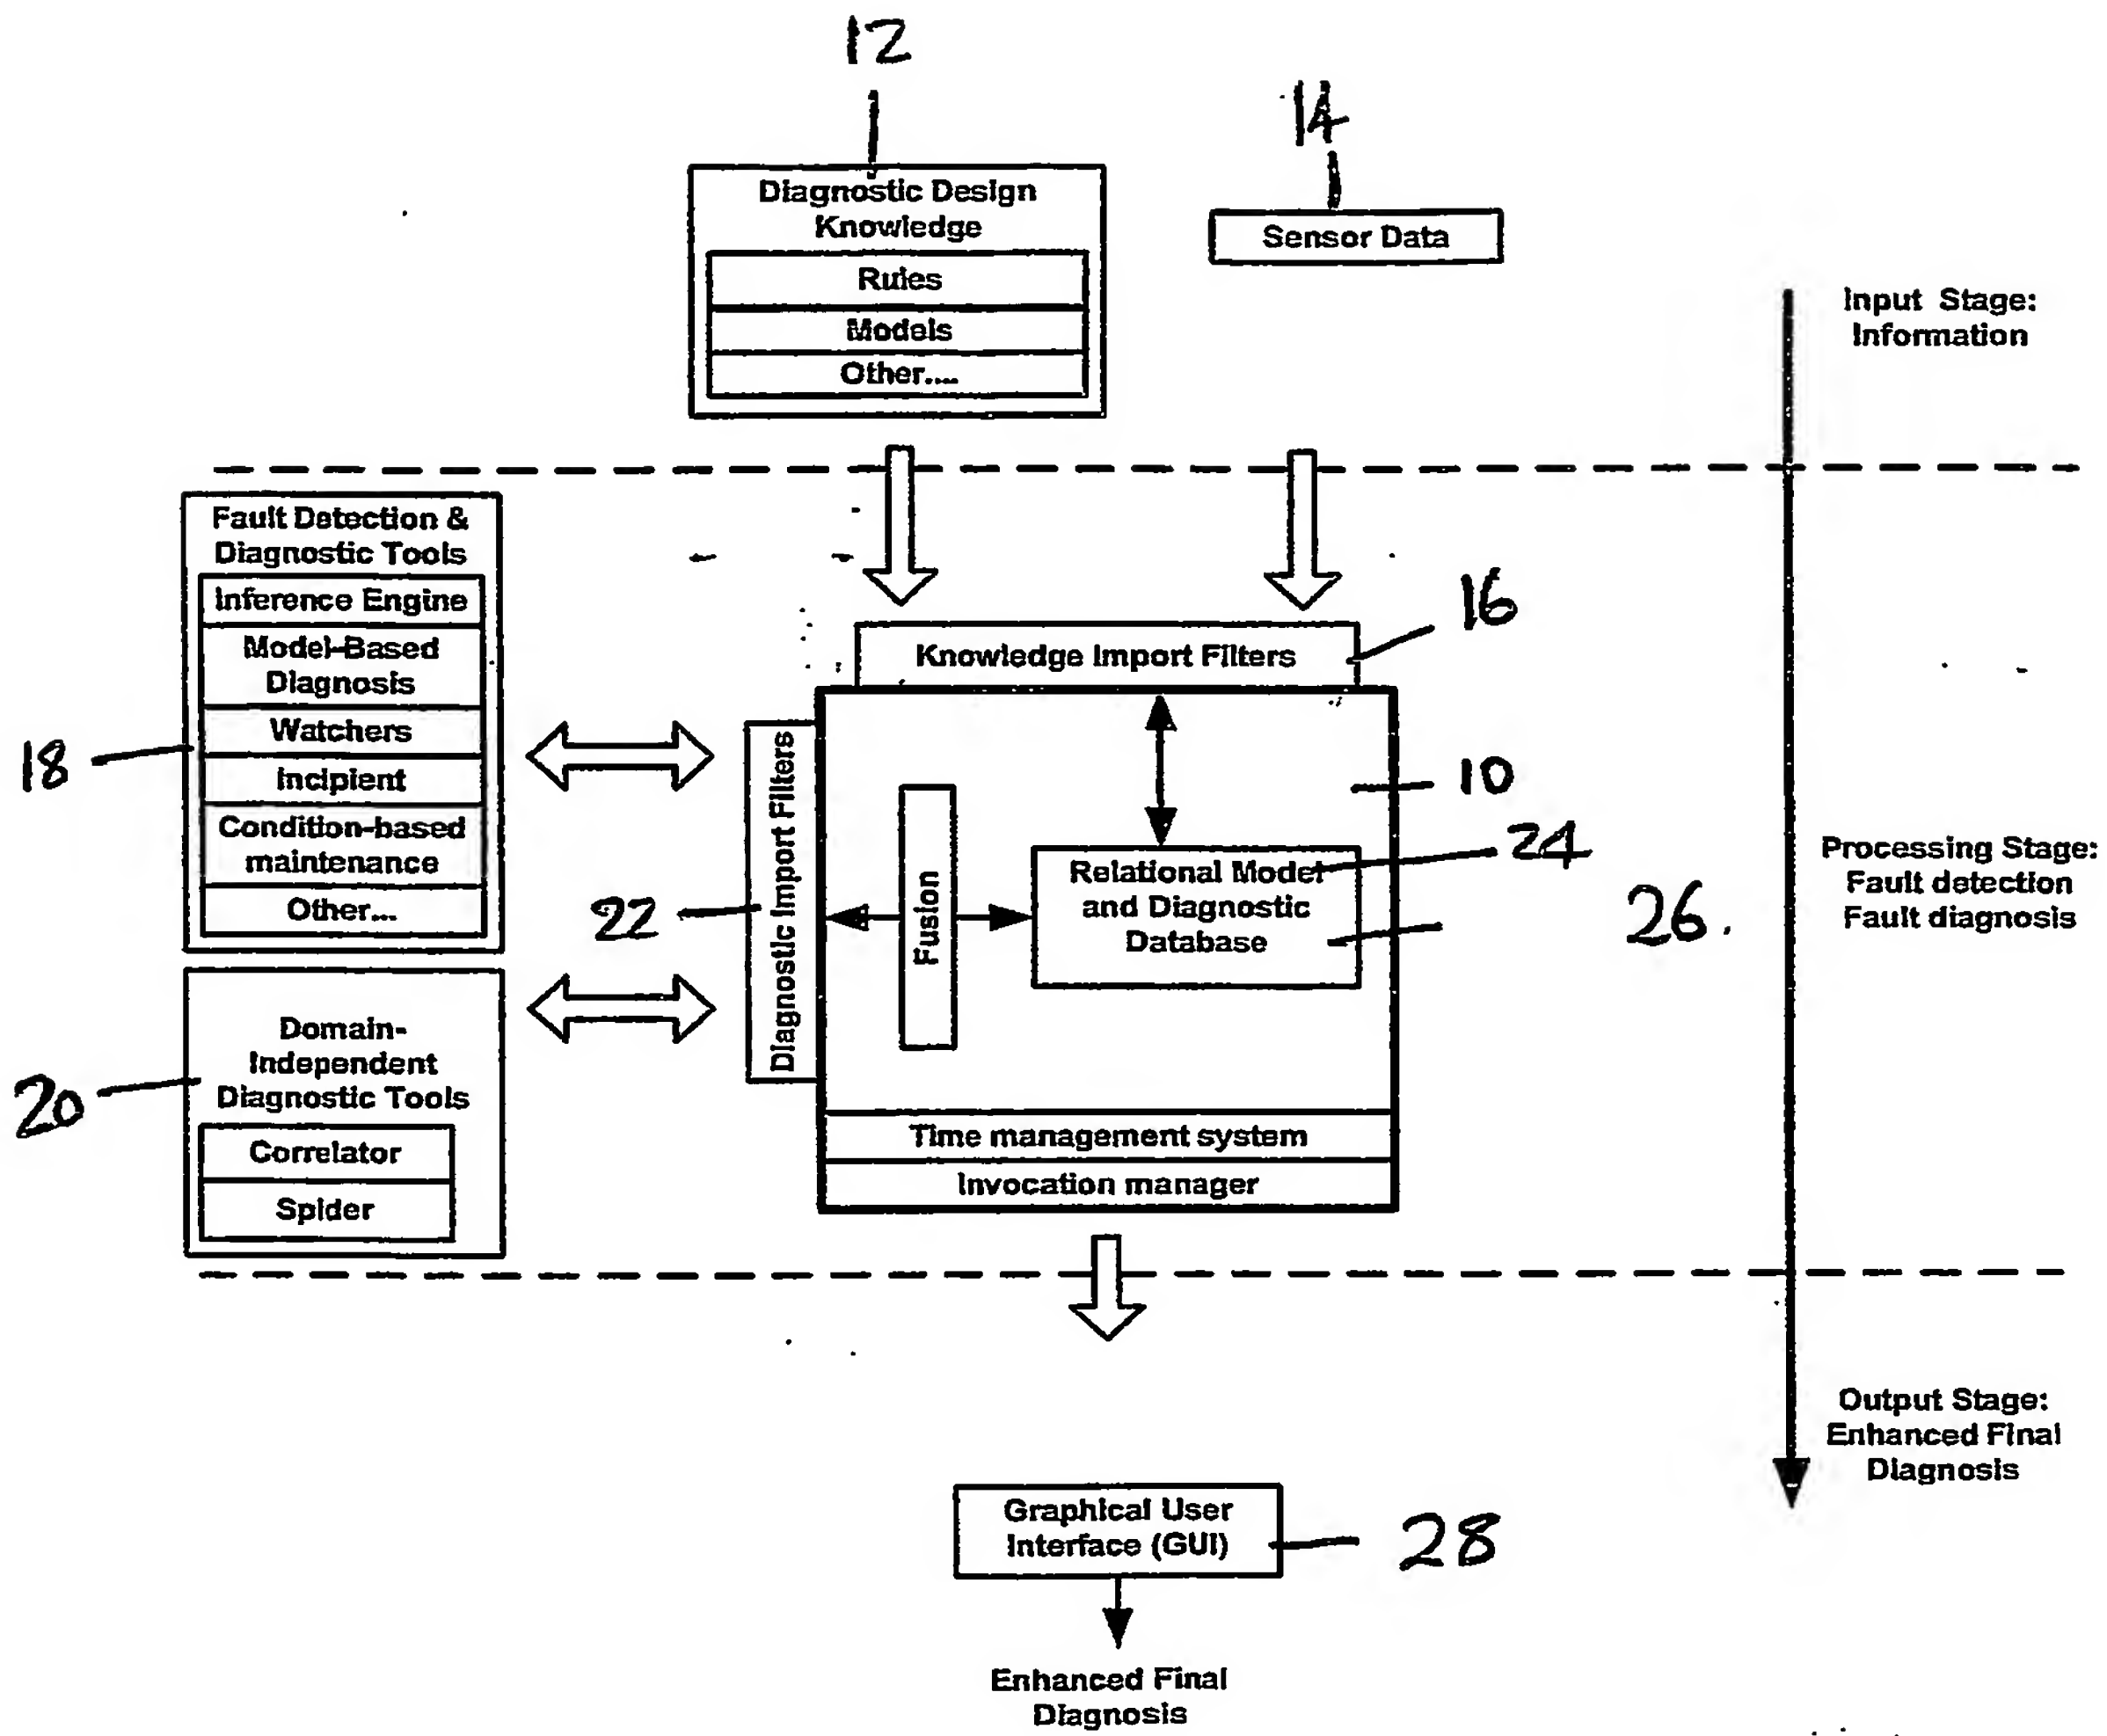 12
14
Diagnostic Design
Knowledge
Rules
Models
Other....
Sensor Data
Input Stage:
Information
Fault Detection &
Diagnostic Tools
Inference Engine
Model-Based
Diagnosis
Watchers
Incipient
Condition-based
maintenance
Other...
18
Domain-
Independent
Diagnostic Tools
Correlator
Spider
20
Knowledge Import Filters
16
Diagnostic Import Filters
22
Fusion
10
Relational Model
and Diagnostic
Database
24
26.
Time management system
Invocation manager
Processing Stage:
Fault detection
Fault diagnosis
Output Stage:
Enhanced Final
Diagnosis
Graphical User
Interface (GUI)
28
Enhanced Final
Diagnosis